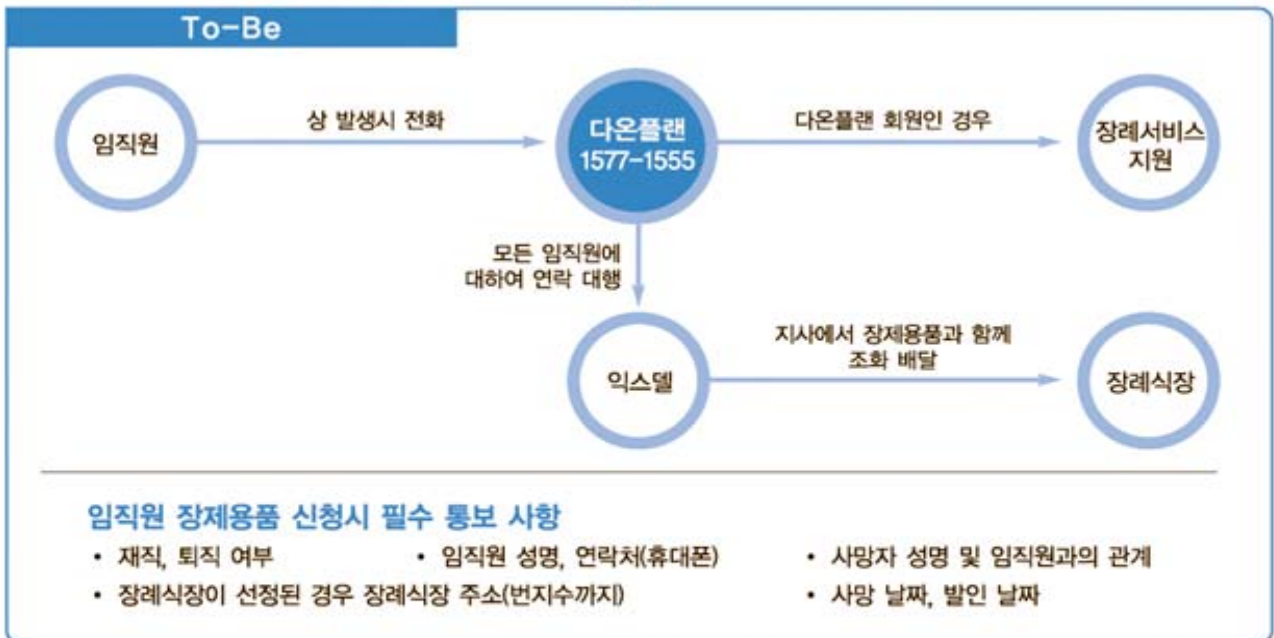 To-Be
임직원
상 발생시 전화
다온플랜
1577-1555
다온플랜 회원인 경우
장례서비스
지원
모든 임직원에
대하여 연락 대행
익스델
지사에서 장제용품과 함께
조화 배달
장례식장
임직원 장제용품 신청시 필수 통보 사항
• 재직, 퇴직 여부
• 임직원 성명, 연락처(휴대폰)
• 사망자 성명 및 임직원과의 관계
• 장례식장이 선정된 경우 장례식장 주소(번지수까지)
• 사망 날짜, 발인 날짜